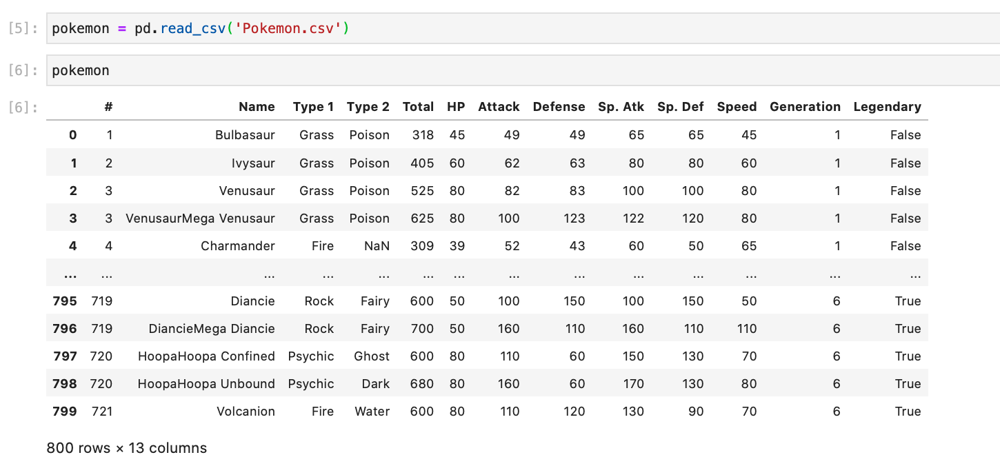 [5]: pokemon = pd.read_csv('Pokemon.csv')
[6]: pokemon
[6]: # Name Type 1 Type 2 Total HP Attack Defense Sp. Atk Sp. Def Speed Generation Legendary
0 1 Bulbasaur Grass Poison 318 45 49 49 65 65 45 1 False
1 2 Ivysaur Grass Poison 405 60 62 63 80 80 60 1 False
2 3 Venusaur Grass Poison 525 80 82 83 100 100 80 1 False
3 3 VenusaurMega Venusaur Grass Poison 625 80 100 123 122 120 80 1 False
4 4 Charmander Fire NaN 309 39 52 43 60 50 65 1 False
... ... ... ... ... ... ... ... ... ... ... ... ... ...
795 719 Diancie Rock Fairy 600 50 100 150 100 150 50 6 True
796 719 DiancieMega Diancie Rock Fairy 700 50 160 110 160 110 110 6 True
797 720 HoopaHoopa Confined Psychic Ghost 600 80 110 60 150 130 70 6 True
798 720 HoopaHoopa Unbound Psychic Dark 680 80 160 60 170 130 80 6 True
799 721 Volcanion Fire Water 600 80 110 120 130 90 70 6 True
800 rows × 13 columns